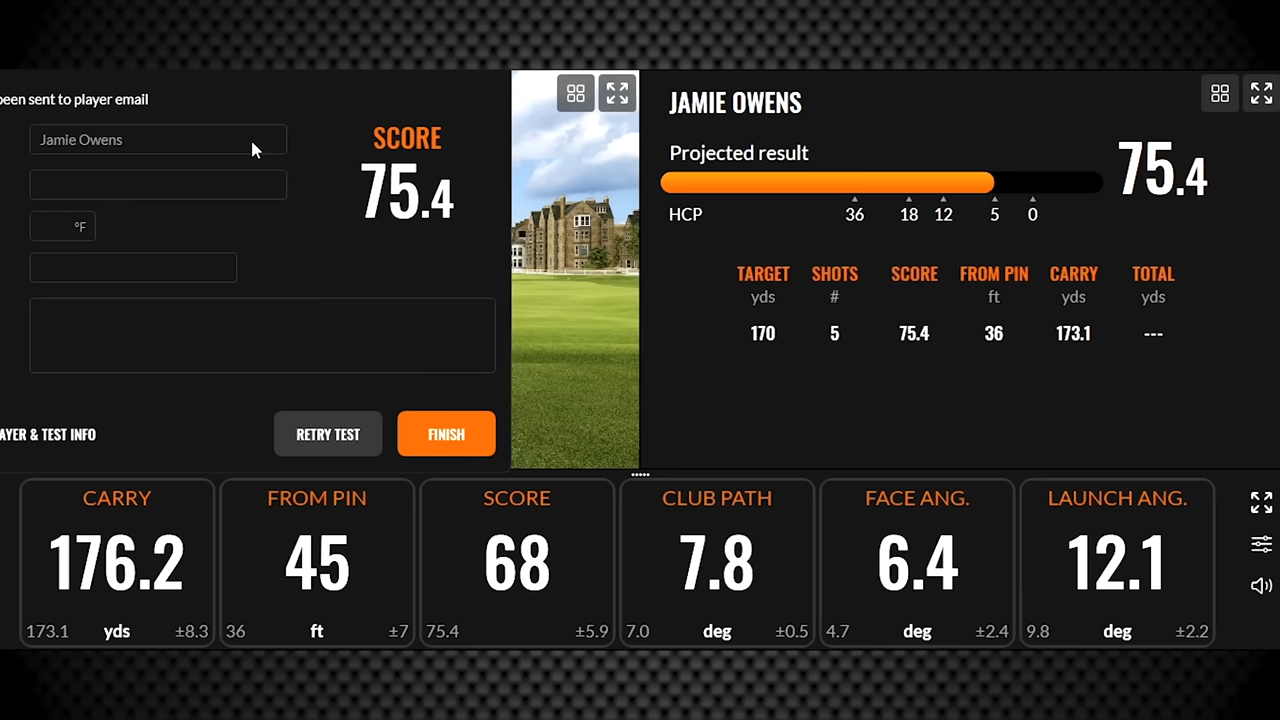 been sent to player email
Jamie Owens
°F
SCORE
75.4
AYER & TEST INFO
RETRY TEST
FINISH
JAMIE OWENS
Projected result
75.4
HCP 36 18 12 5 0
TARGET SHOTS SCORE FROM PIN CARRY TOTAL
yds # ft yds yds
170 5 75.4 36 173.1 ---
CARRY FROM PIN SCORE CLUB PATH FACE ANG. LAUNCH ANG.
176.2 45 68 7.8 6.4 12.1
173.1 yds ±8.3 36 ft ±7 75.4 ±5.9 7.0 deg ±0.5 4.7 deg ±2.4 9.8 deg ±2.2